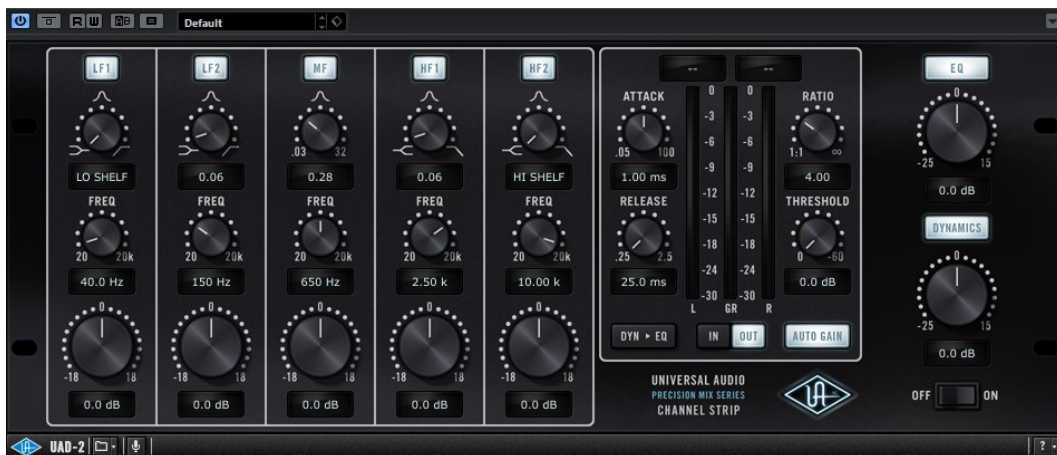 R W AB Default
LF1 LF2 MF HF1 HF2 -- -- EQ
ATTACK 0 0 RATIO 0
-3 -3
.03 32 .05 100 -6 -6 1:1 ∞
LO SHELF 0.06 0.28 0.06 HI SHELF 1.00 ms -9 -9 4.00 -25 15
-12 -12 0.0 dB
FREQ FREQ FREQ FREQ FREQ RELEASE -15 -15 THRESHOLD
DYNAMICS
-18 -18
20 20k 20 20k 20 20k 20 20k 20 20k .25 2.5 -24 -24 0 -60 0
40.0 Hz 150 Hz 650 Hz 2.50 k 10.00 k 25.0 ms -30 -30 0.0 dB
0 0 0 0 0 L GR R
-25 15
DYN ▸ EQ IN OUT AUTO GAIN 0.0 dB
-18 18 -18 18 -18 18 -18 18 -18 18 UNIVERSAL AUDIO
PRECISION MIX SERIES UA OFF ON
0.0 dB 0.0 dB 0.0 dB 0.0 dB 0.0 dB CHANNEL STRIP
UA UAD-2 ?